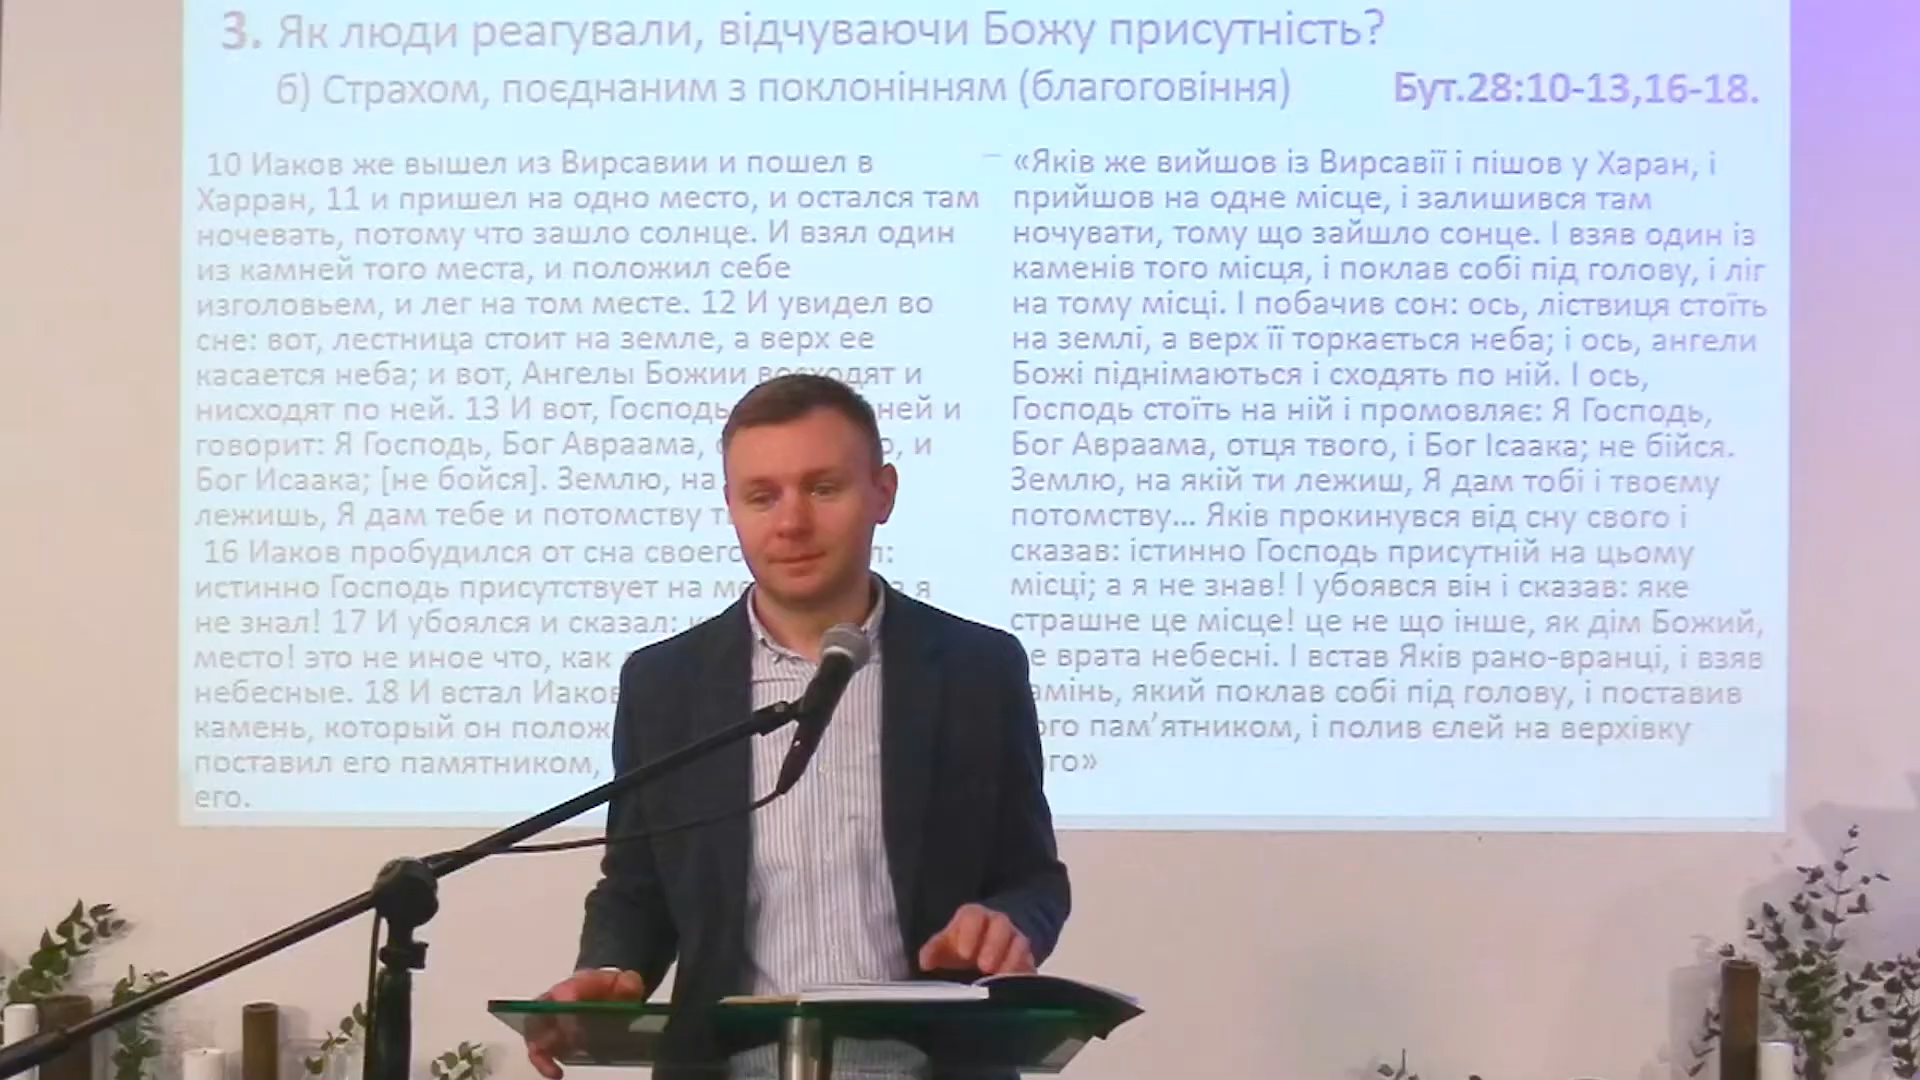 3. Як люди реагували, відчуваючи Божу присутність?
б) Страхом, поєднаним з поклонінням (благоговіння) Бут.28:10-13,16-18.
10 Иаков же вышел из Вирсавии и пошел в
Харран, 11 и пришел на одно место, и остался там
ночевать, потому что зашло солнце. И взял один
из камней того места, и положил себе
изголовьем, и лег на том месте. 12 И увидел во
сне: вот, лестница стоит на земле, а верх ее
касается неба; и вот, Ангелы Божии восходят и
нисходят по ней. 13 И вот, Господь ней и
говорит: Я Господь, Бог Авраама, и
Бог Исаака; [не бойся]. Землю, на
лежишь, Я дам тебе и потомству
16 Иаков пробудился от сна
истинно Господь присутствует на я
не знал! 17 И убоялся и сказал:
место! это не иное что, как
небесные. 18 И встал Иаков
камень, который он
поставил его памятником,
его.
«Яків же вийшов із Вирсавії і пішов у Харан, і
прийшов на одне місце, і залишився там
ночувати, тому що зайшло сонце. І взяв один із
каменів того місця, і поклав собі під голову, і ліг
на тому місці. І побачив сон: ось, ліствиця стоїть
на землі, а верх її торкається неба; і ось, ангели
Божі піднімаються і сходять по ній. І ось,
Господь стоїть на ній і промовляє: Я Господь,
Бог Авраама, отця твого, і Бог Ісаака; не бійся.
Землю, на якій ти лежиш, Я дам тобі і твоєму
потомству... Яків прокинувся від сну свого і
сказав: істинно Господь присутній на цьому
місці; а я не знав! І убоявся він і сказав: яке
страшне це місце! це не що інше, як дім Божий,
врата небесні. І встав Яків рано-вранці, і взяв
який поклав собі під голову, і поставив
пам’ятником, і полив єлей на верхівку